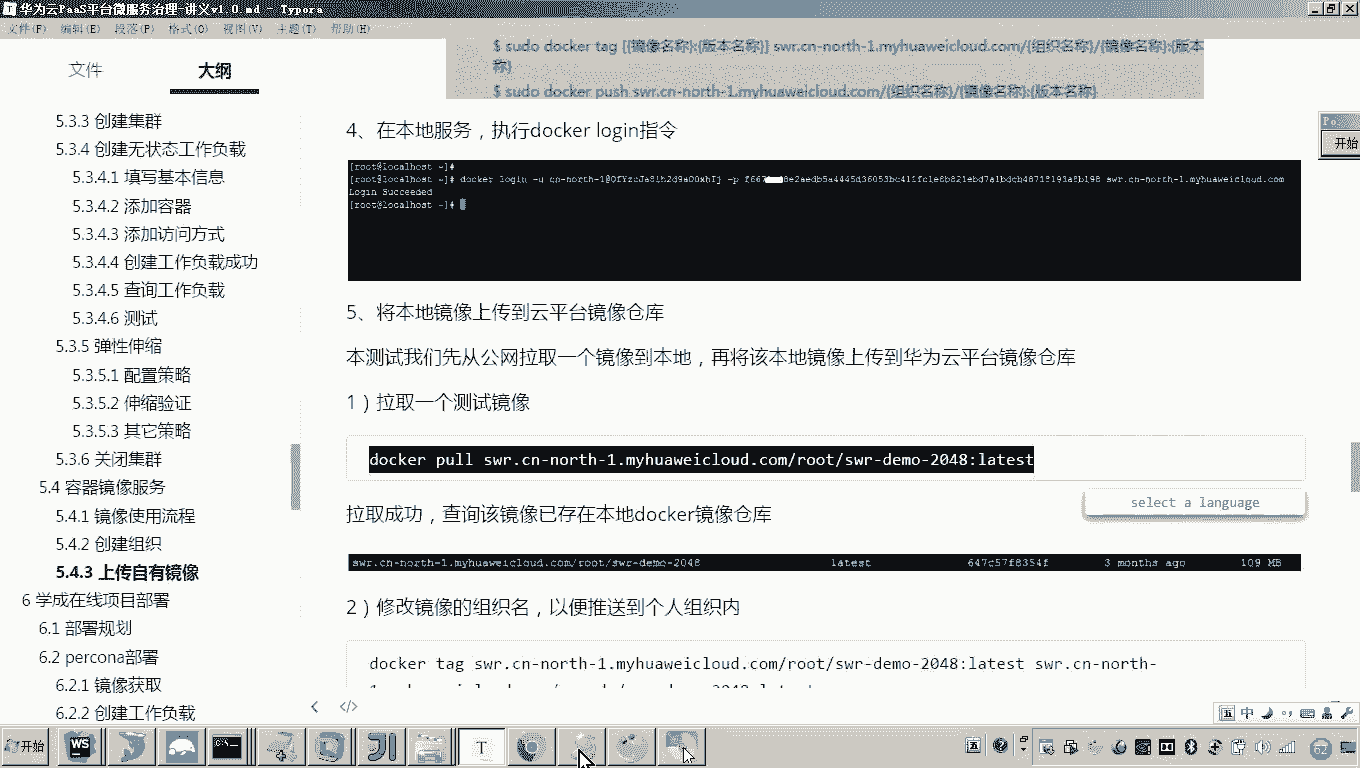 华为云PaaS平台微服务治理-讲义v1.0.md - Typora
文件(F) 编辑(E) 段落(P) 格式(O) 视图(V) 主题(T) 帮助(H)
文件 大纲
5.3.3 创建集群
5.3.4 创建无状态工作负载
5.3.4.1 填写基本信息
5.3.4.2 添加容器
5.3.4.3 添加访问方式
5.3.4.4 创建工作负载成功
5.3.4.5 查询工作负载
5.3.4.6 测试
5.3.5 弹性伸缩
5.3.5.1 配置策略
5.3.5.2 伸缩验证
5.3.5.3 其它策略
5.3.6 关闭集群
5.4 容器镜像服务
5.4.1 镜像使用流程
5.4.2 创建组织
5.4.3 上传自有镜像
6 学成在线项目部署
6.1 部署规划
6.2 percona部署
6.2.1 镜像获取
6.2.2 创建工作负载
$ sudo docker tag [{镜像名称}:{版本名称}] swr.cn-north-1.myhuaweicloud.com/{组织名称}/{镜像名称}:{版本名称}
$ sudo docker push swr.cn-north-1.myhuaweicloud.com/{组织名称}/{镜像名称}:{版本名称}
4、在本地服务，执行docker login指令
[root@localhost ~]#
[root@localhost ~]# docker login -u swr.cn-north-1.myhuaweicloud.com
Login Succeeded
[root@localhost ~]#
5、将本地镜像上传到云平台镜像仓库
本测试我们先从公网拉取一个镜像到本地，再将该本地镜像上传到华为云平台镜像仓库
1）拉取一个测试镜像
docker pull swr.cn-north-1.myhuaweicloud.com/root/swr-demo-2048:latest
select a language
拉取成功，查询该镜像已存在本地docker镜像仓库
swr.cn-north-1.myhuaweicloud.com/root/swr-demo-2048 latest 647c57f8354f 3 months ago 109 MB
2）修改镜像的组织名，以便推送到个人组织内
docker tag swr.cn-north-1.myhuaweicloud.com/root/swr-demo-2048:latest swr.cn-north-
开始
开始
WS
T
中
62